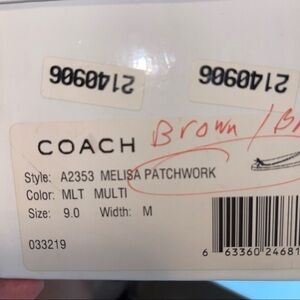 2140906
2140906
Brown /
COACH
Style: A2353 MELISA PATCHWORK
Color: MLT MULTI
Size: 9.0 Width: M
033219
6 63360 24681